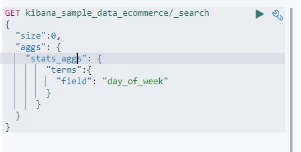 GET kibana_sample_data_ecommerce/_search
{
  "size":0,
  "aggs": {
    "stats_aggs": {
        "terms":{
          "field": "day_of_week"
        }
      }
  }
}